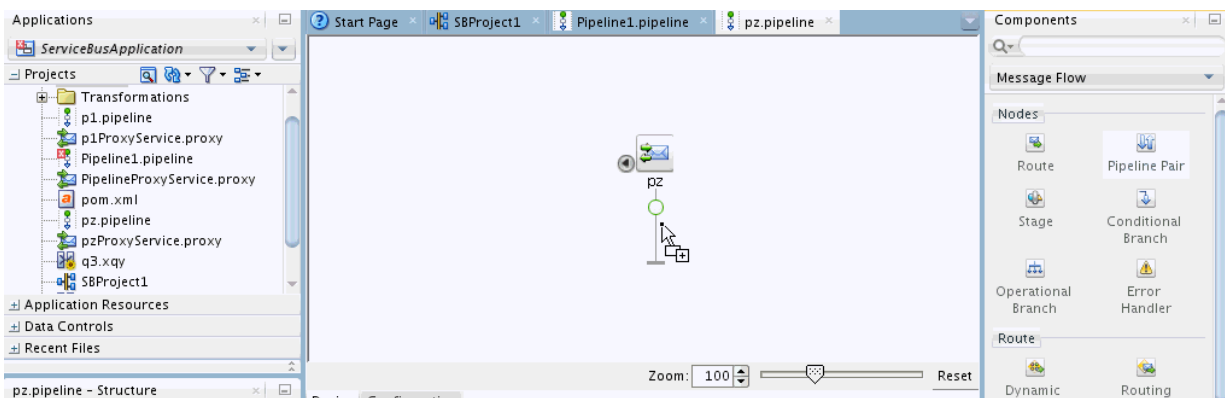 Applications
ServiceBusApplication
Projects
Transformations
p1.pipeline
p1ProxyService.proxy
Pipeline1.pipeline
PipelineProxyService.proxy
pom.xml
pz.pipeline
pzProxyService.proxy
q3.xqy
SBProject1
Application Resources
Data Controls
Recent Files
pz.pipeline - Structure
Start Page
SBProject1
Pipeline1.pipeline
pz.pipeline
pz
Zoom: 100
Reset
Components
Message Flow
Nodes
Route
Pipeline Pair
Stage
Conditional
Branch
Operational
Branch
Error
Handler
Route
Dynamic
Routing